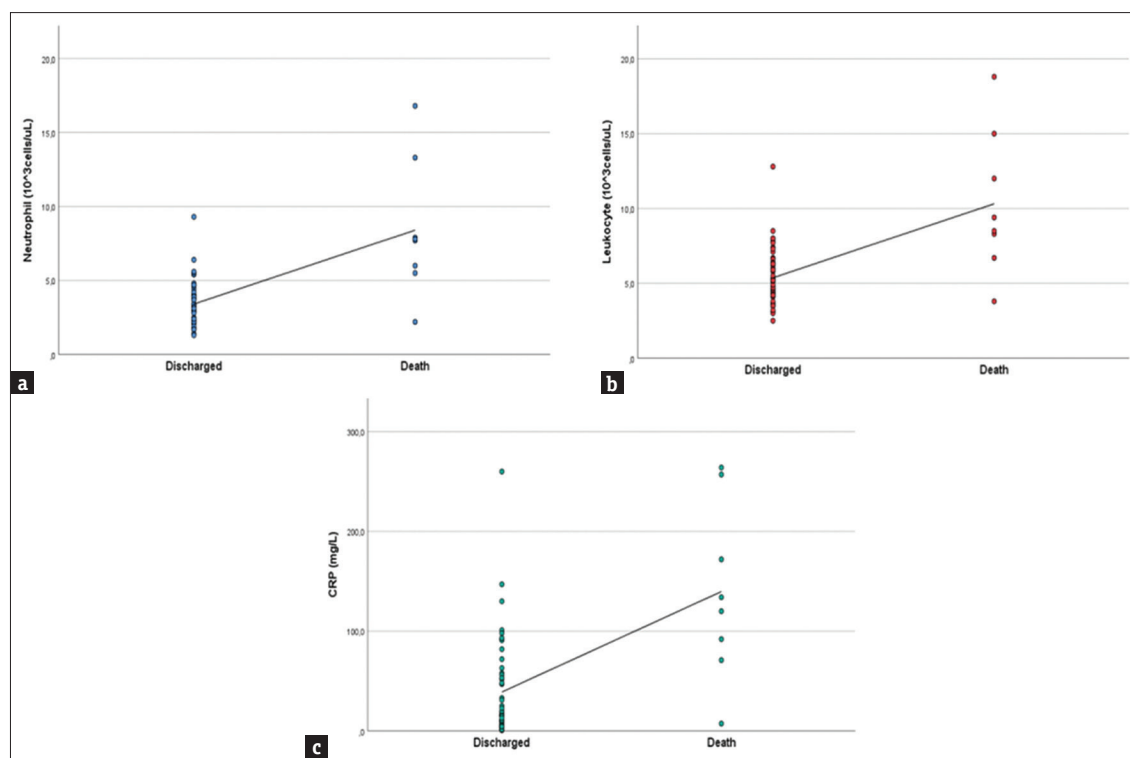 Neutrophil (10^3cells/uL)
20,0
15,0
10,0
5,0
,0
Discharged Death
a
Leukocyte (10^3cells/uL)
20,0
15,0
10,0
5,0
,0
Discharged Death
b
CRP (mg/L)
300,0
200,0
100,0
,0
Discharged Death
c